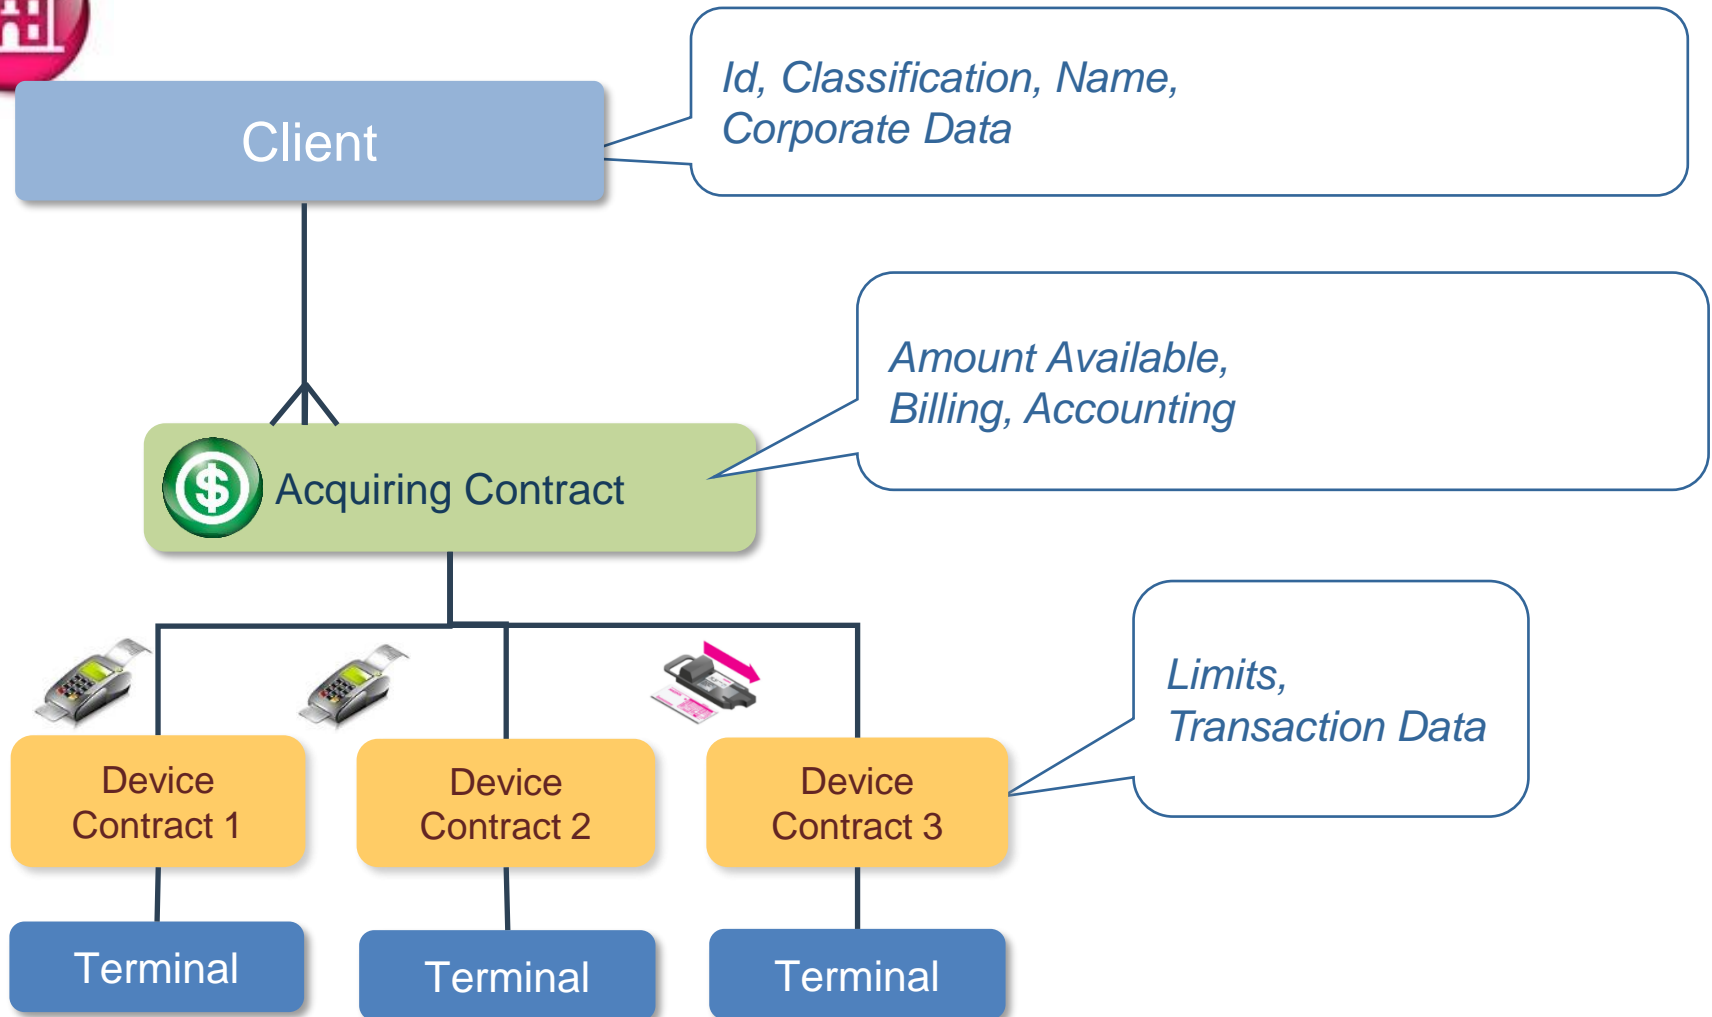 Id, Classification, Name,
Corporate Data
Client
Amount Available,
Billing, Accounting
$
Acquiring Contract
Limits,
Transaction Data
Device
Contract 1
Device
Contract 2
Device
Contract 3
Terminal
Terminal
Terminal